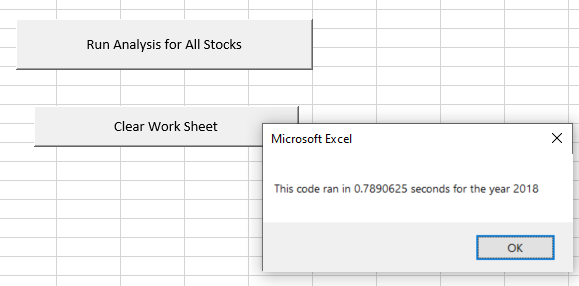 Run Analysis for All Stocks
Clear Work Sheet
Microsoft Excel
This code ran in 0.7890625 seconds for the year 2018
OK